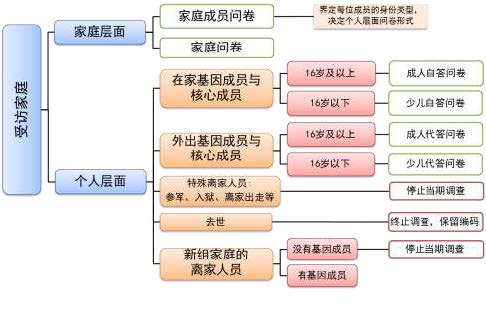 受访家庭
家庭层面
家庭成员问卷
界定每位成员的身份类型,
决定个人层面问卷形式
家庭问卷
个人层面
在家基因成员与
核心成员
16岁及以上
成人自答问卷
16岁以下
少儿自答问卷
外出基因成员与
核心成员
16岁及以上
成人代答问卷
16岁以下
少儿代答问卷
特殊离家人员:
参军、入狱、离家出走等
停止当期调查
去世
终止调查，保留编码
新组家庭的
离家人员
没有基因成员
停止当期调查
有基因成员